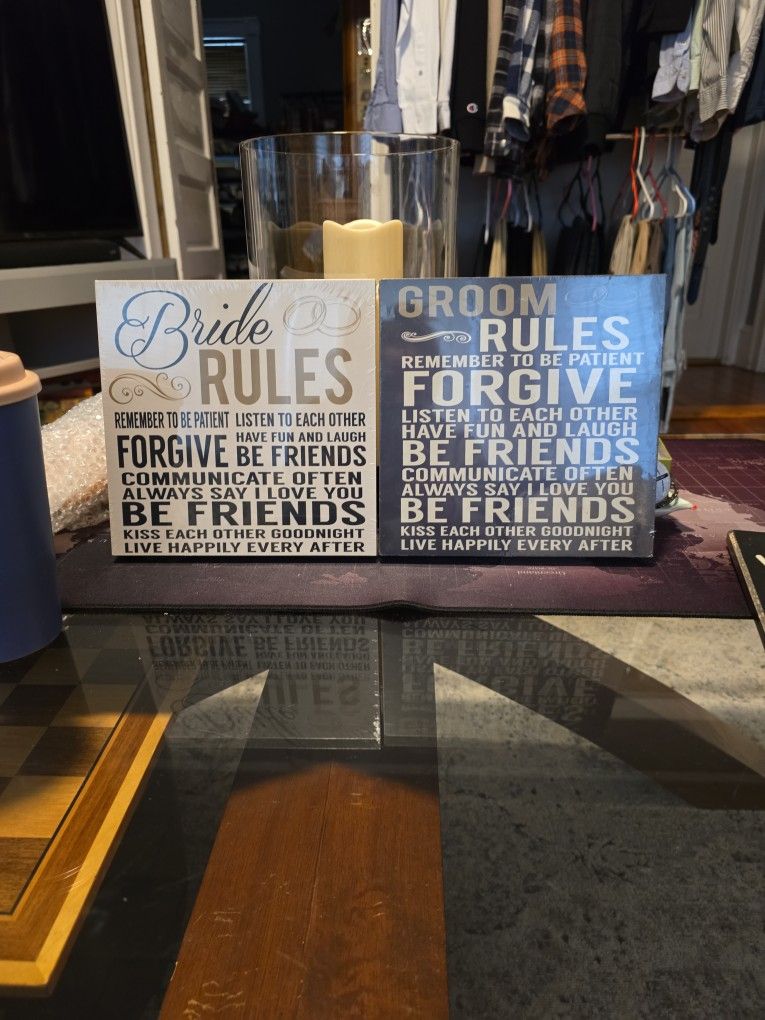 Bride
RULES
REMEMBER TO BE PATIENT LISTEN TO EACH OTHER
FORGIVE HAVE FUN AND LAUGH
BE FRIENDS
COMMUNICATE OFTEN
ALWAYS SAY I LOVE YOU
BE FRIENDS
KISS EACH OTHER GOODNIGHT
LIVE HAPPILY EVERY AFTER
GROOM
RULES
REMEMBER TO BE PATIENT
FORGIVE
LISTEN TO EACH OTHER
HAVE FUN AND LAUGH
BE FRIENDS
COMMUNICATE OFTEN
ALWAYS SAY I LOVE YOU
BE FRIENDS
KISS EACH OTHER GOODNIGHT
LIVE HAPPILY EVERY AFTER